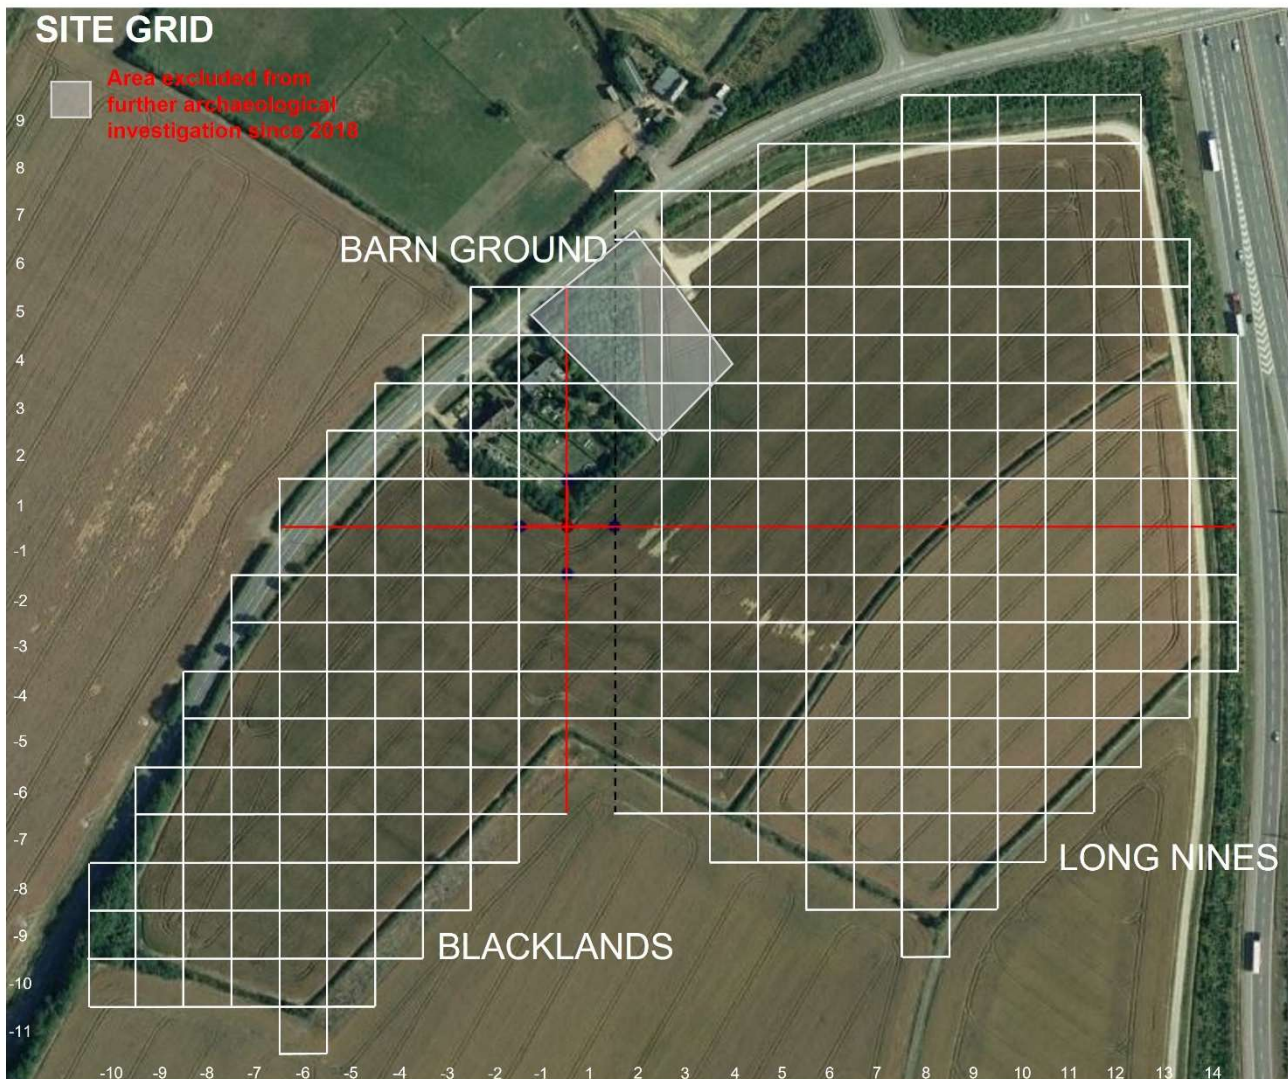 SITE GRID
Area excluded from
further archaeological
investigation since 2018
9
8
7
6
5
4
3
2
1
-1
-2
-3
-4
-5
-6
-7
-8
-9
-10
-11
BARN GROUND
LONG NINES
BLACKLANDS
-10 -9 -8 -7 -6 -5 -4 -3 -2 -1 1 2 3 4 5 6 7 8 9 10 11 12 13 14